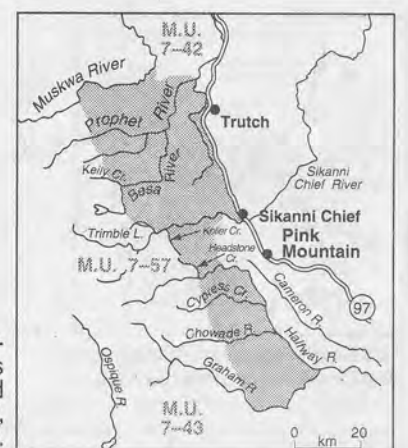 M.U.
7–42
Muskwa River
Prophet River
Trutch
Keily Cr.
Besa River
Sikanni
Chief River
Sikanni Chief
Trimble L.
Knier Cr.
Pink
Mountain
Headstone
Cr.
M.U. 7–57
Cypress Cr.
Cameron R.
97
Chowade R.
Halfway R.
Graham R.
Ospique R.
M.U.
7–43
0 20
km